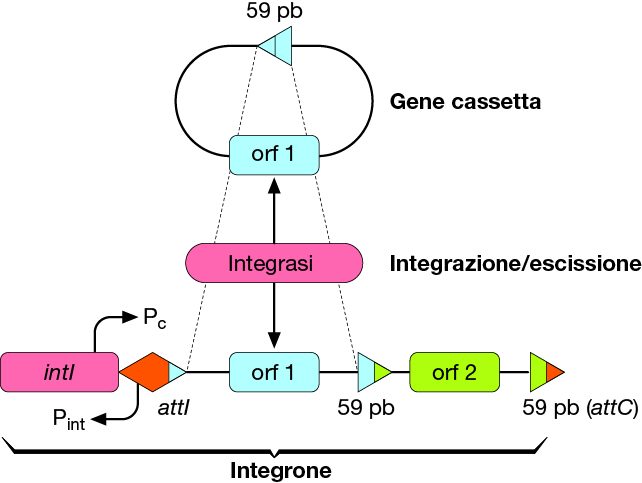 59 pb
Gene cassetta
orf 1
Integrasi
Integrazione/escissione
Pc
intI
attI
orf 1
59 pb
orf 2
59 pb (attC)
Pint
Integrone